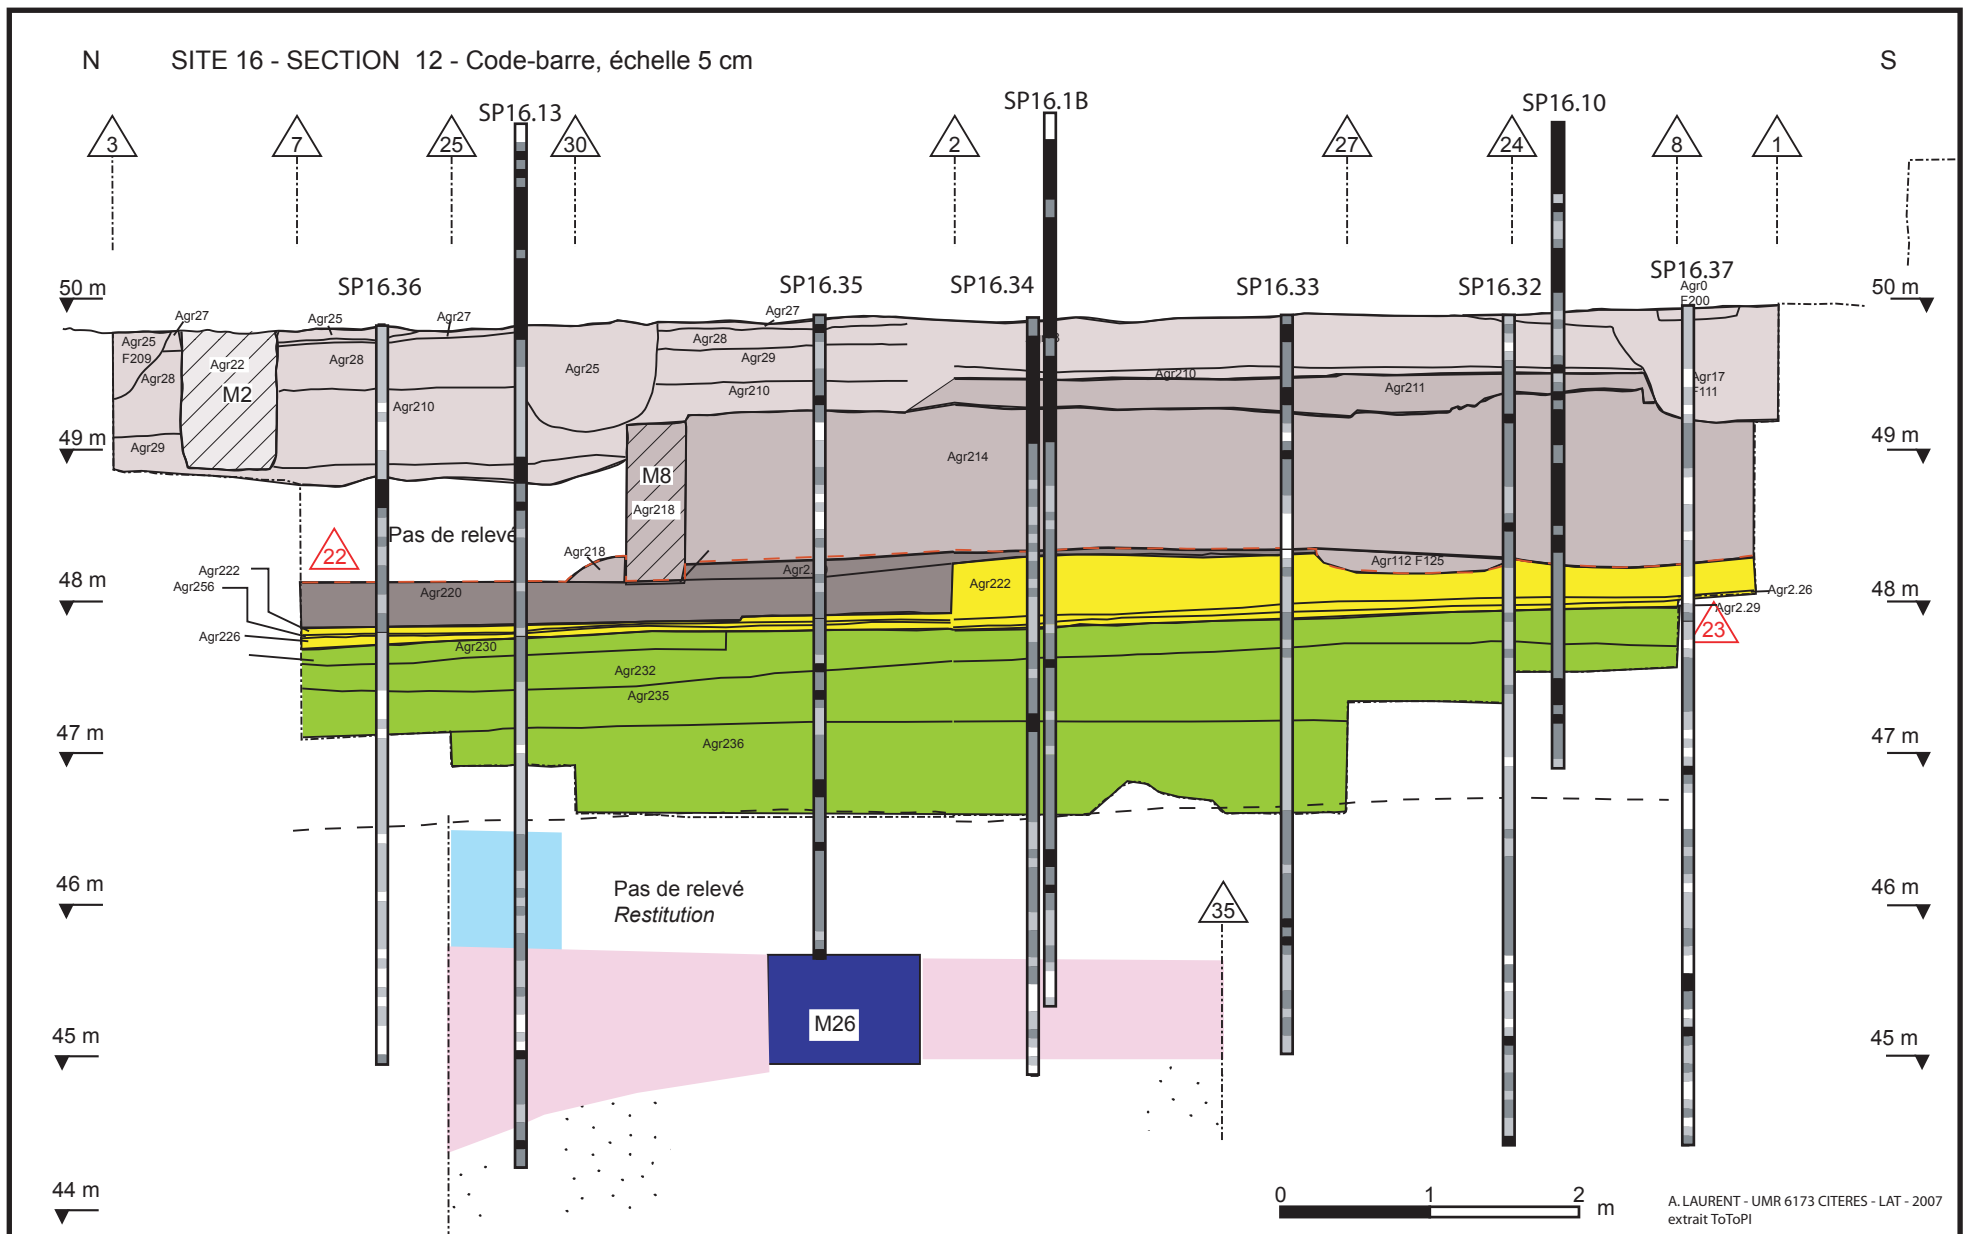 N SITE 16 - SECTION 12 - Code-barre, échelle 5 cm S
SP16.13 SP16.1B SP16.10
3 7 25 30 2 27 24 8 1
SP16.36 SP16.35 SP16.34 SP16.33 SP16.32 SP16.37
50 m 50 m
Agr0
F200
Agr27 Agr25 Agr27 Agr27
Agr25
F209
Agr28
Agr22
M2
Agr28
Agr25
Agr28
Agr29
Agr210
Agr210
Agr210
Agr211
Agr17
F111
49 m 49 m
Agr29
Agr214
M8
Agr218
Pas de relevé
22
Agr218
Agr112 F125
Agr222
Agr256
48 m 48 m
Agr220
Agr222
Agr2.26
Agr2.29
23
Agr226
Agr230
Agr232
Agr235
47 m 47 m
Agr236
46 m 46 m
Pas de relevé
Restitution
35
M26
45 m 45 m
44 m
0 1 2 m
A. LAURENT - UMR 6173 CITERES - LAT - 2007
extrait ToToPI